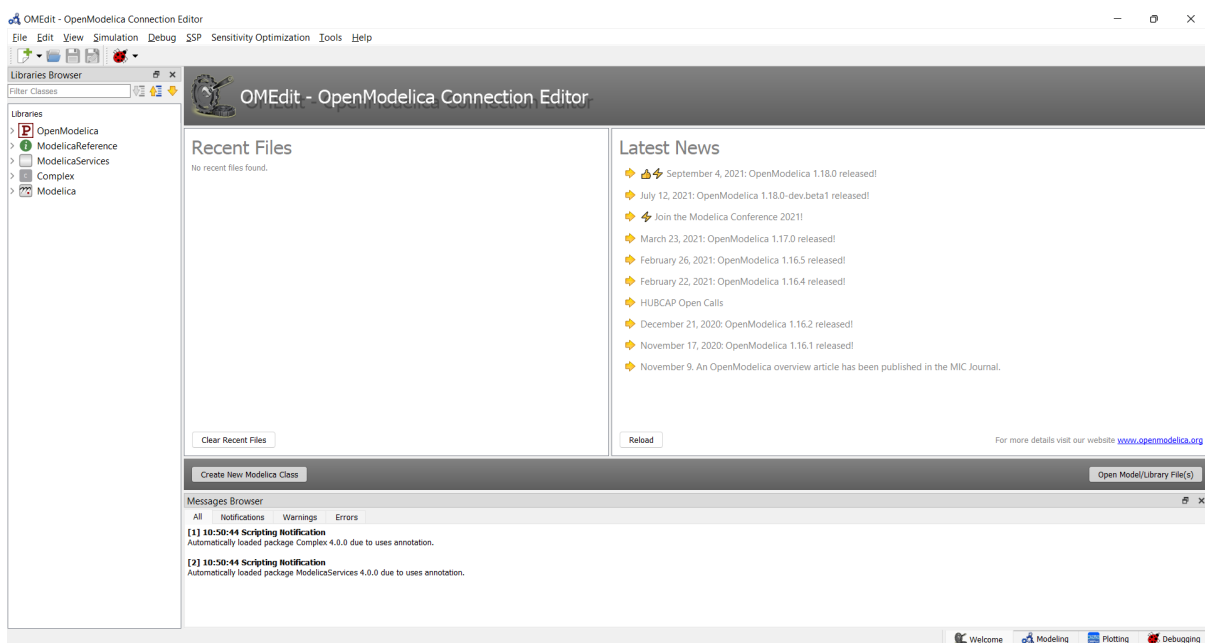 OMEdit - OpenModelica Connection Editor
File Edit View Simulation Debug SSP Sensitivity Optimization Tools Help
Libraries Browser
Filter Classes
Libraries
OpenModelica
ModelicaReference
ModelicaServices
Complex
Modelica
OMEdit - OpenModelica Connection Editor
Recent Files
No recent files found.
Clear Recent Files
Latest News
September 4, 2021: OpenModelica 1.18.0 released!
July 12, 2021: OpenModelica 1.18.0-dev.beta1 released!
Join the Modelica Conference 2021!
March 23, 2021: OpenModelica 1.17.0 released!
February 26, 2021: OpenModelica 1.16.5 released!
February 22, 2021: OpenModelica 1.16.4 released!
HUBCAP Open Calls
December 21, 2020: OpenModelica 1.16.2 released!
November 17, 2020: OpenModelica 1.16.1 released!
November 9. An OpenModelica overview article has been published in the MIC Journal.
Reload
For more details visit our website www.openmodelica.org
Create New Modelica Class
Open Model/Library File(s)
Messages Browser
All Notifications Warnings Errors
[1] 10:50:44 Scripting Notification
Automatically loaded package Complex 4.0.0 due to uses annotation.
[2] 10:50:44 Scripting Notification
Automatically loaded package ModelicaServices 4.0.0 due to uses annotation.
Welcome Modeling Plotting Debugging